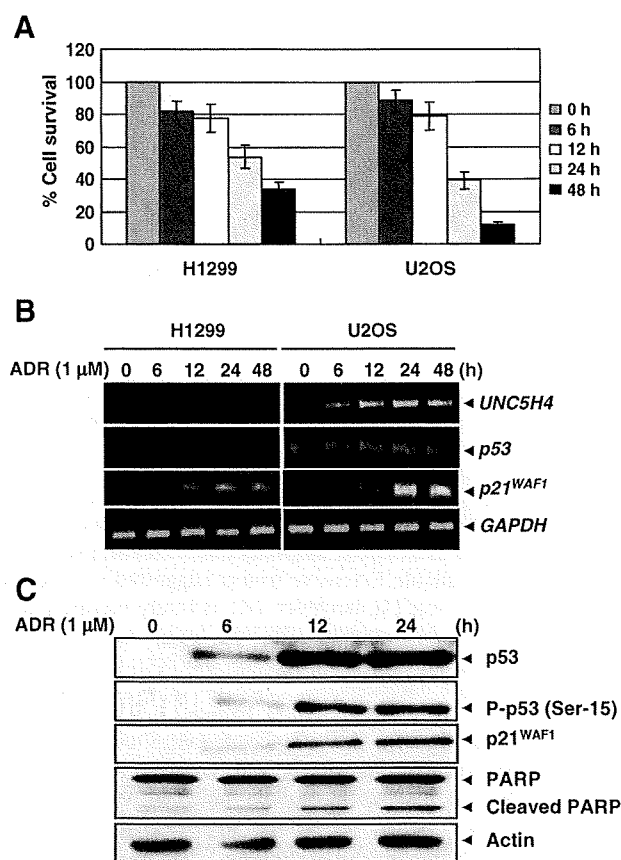 A
% Cell survival
120
100
80
60
40
20
0
H1299
U2OS
0 h
6 h
12 h
24 h
48 h
B
H1299 U2OS
ADR (1 µM) 0 6 12 24 48 0 6 12 24 48 (h)
UNC5H4
p53
p21WAF1
GAPDH
C
ADR (1 µM) 0 6 12 24 (h)
p53
P-p53 (Ser-15)
p21WAF1
PARP
Cleaved PARP
Actin